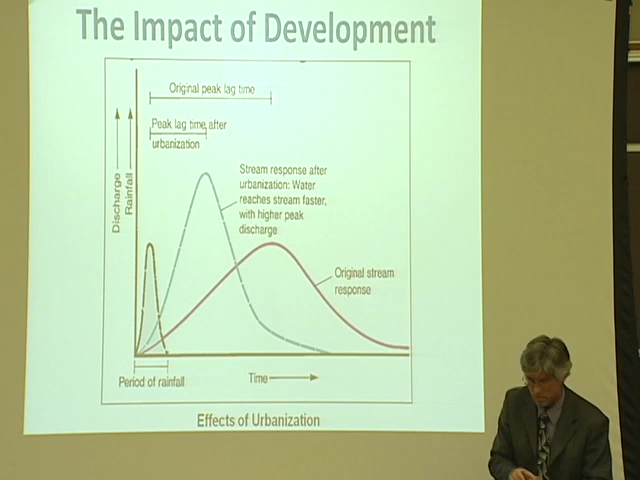 The Impact of Development
Original peak lag time
Peak lag time after
urbanization
Stream response after
urbanization: Water
reaches stream faster,
with higher peak
discharge
Discharge
Rainfall
Original stream
response
Period of rainfall
Time
Effects of Urbanization